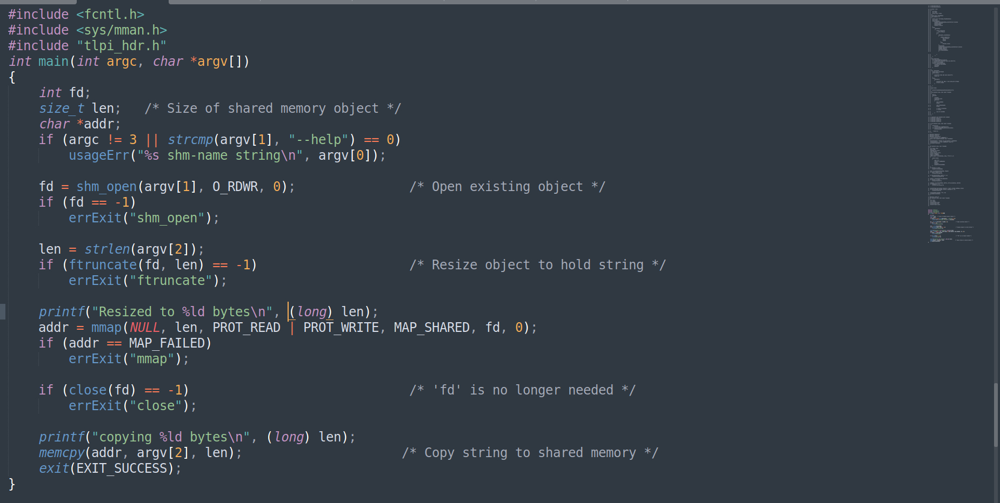 #include <fcntl.h>
#include <sys/mman.h>
#include "tlpi_hdr.h"
int main(int argc, char *argv[])
{
    int fd;
    size_t len;   /* Size of shared memory object */
    char *addr;
    if (argc != 3 || strcmp(argv[1], "--help") == 0)
        usageErr("%s shm-name string\n", argv[0]);

    fd = shm_open(argv[1], O_RDWR, 0);               /* Open existing object */
    if (fd == -1)
        errExit("shm_open");

    len = strlen(argv[2]);
    if (ftruncate(fd, len) == -1)                    /* Resize object to hold string */
        errExit("ftruncate");

    printf("Resized to %ld bytes\n", (long) len);
    addr = mmap(NULL, len, PROT_READ | PROT_WRITE, MAP_SHARED, fd, 0);
    if (addr == MAP_FAILED)
        errExit("mmap");

    if (close(fd) == -1)                             /* 'fd' is no longer needed */
        errExit("close");

    printf("copying %ld bytes\n", (long) len);
    memcpy(addr, argv[2], len);                     /* Copy string to shared memory */
    exit(EXIT_SUCCESS);
}